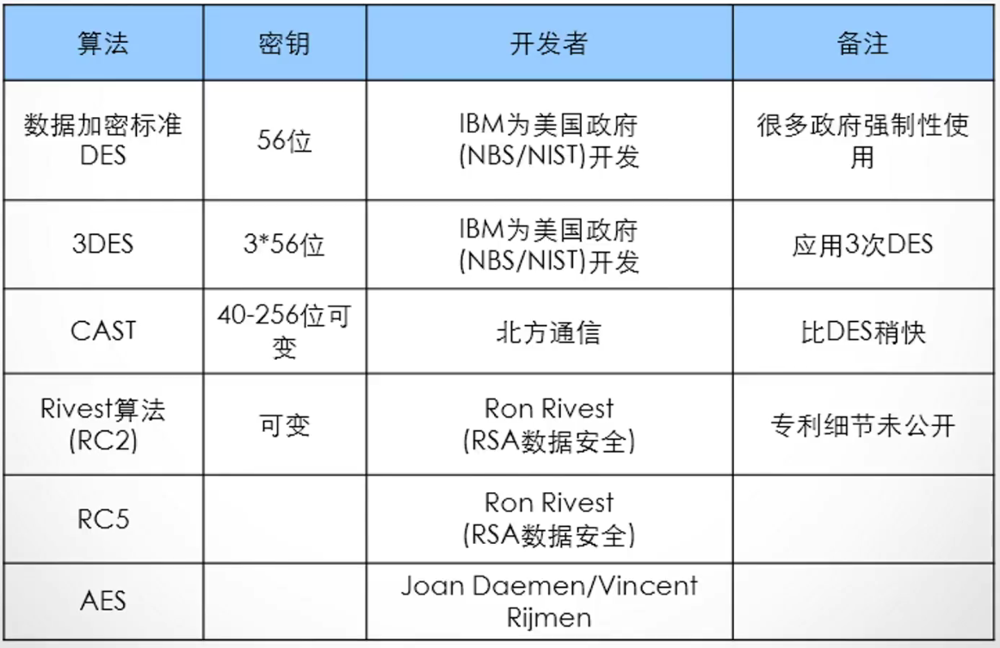 算法 密钥 开发者 备注
数据加密标准
DES
56位
IBM为美国政府
(NBS/NIST)开发
很多政府强制性使
用
3DES
3*56位
IBM为美国政府
(NBS/NIST)开发
应用3次DES
CAST
40-256位可
变
北方通信
比DES稍快
Rivest算法
(RC2)
可变
Ron Rivest
(RSA数据安全)
专利细节未公开
RC5
Ron Rivest
(RSA数据安全)
AES
Joan Daemen/Vincent
Rijmen